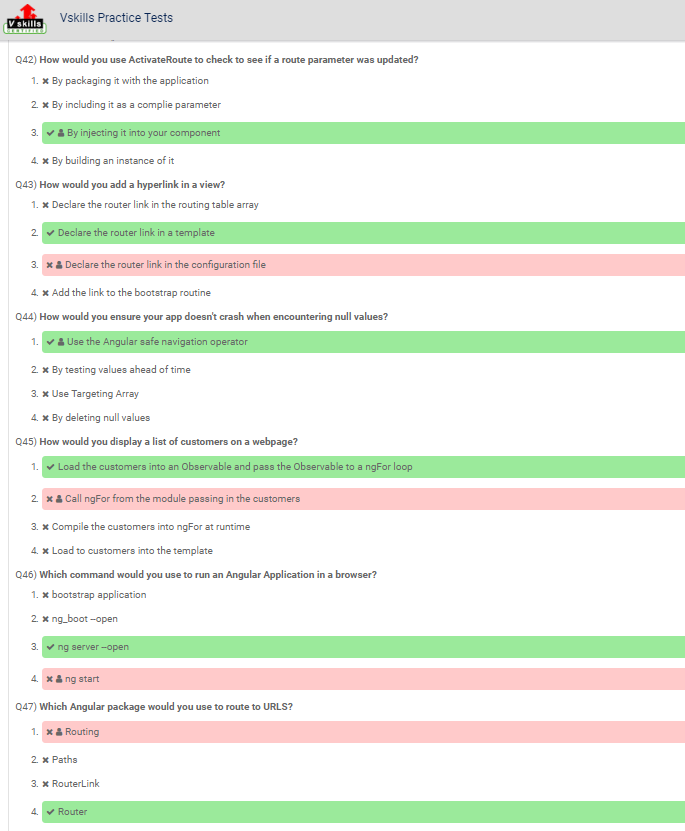 V skills
CERTIFIED
Vskills Practice Tests
Q42) How would you use ActivateRoute to check to see if a route parameter was updated?
1. ✖ By packaging it with the application
2. ✖ By including it as a complie parameter
3. ✔ By injecting it into your component
4. ✖ By building an instance of it
Q43) How would you add a hyperlink in a view?
1. ✖ Declare the router link in the routing table array
2. ✔ Declare the router link in a template
3. ✖ Declare the router link in the configuration file
4. ✖ Add the link to the bootstrap routine
Q44) How would you ensure your app doesn't crash when encountering null values?
1. ✔ Use the Angular safe navigation operator
2. ✖ By testing values ahead of time
3. ✖ Use Targeting Array
4. ✖ By deleting null values
Q45) How would you display a list of customers on a webpage?
1. ✔ Load the customers into an Observable and pass the Observable to a ngFor loop
2. ✖ Call ngFor from the module passing in the customers
3. ✖ Compile the customers into ngFor at runtime
4. ✖ Load to customers into the template
Q46) Which command would you use to run an Angular Application in a browser?
1. ✖ bootstrap application
2. ✖ ng_boot –open
3. ✔ ng server –open
4. ✖ ng start
Q47) Which Angular package would you use to route to URLS?
1. ✖ Routing
2. ✖ Paths
3. ✖ RouterLink
4. ✔ Router